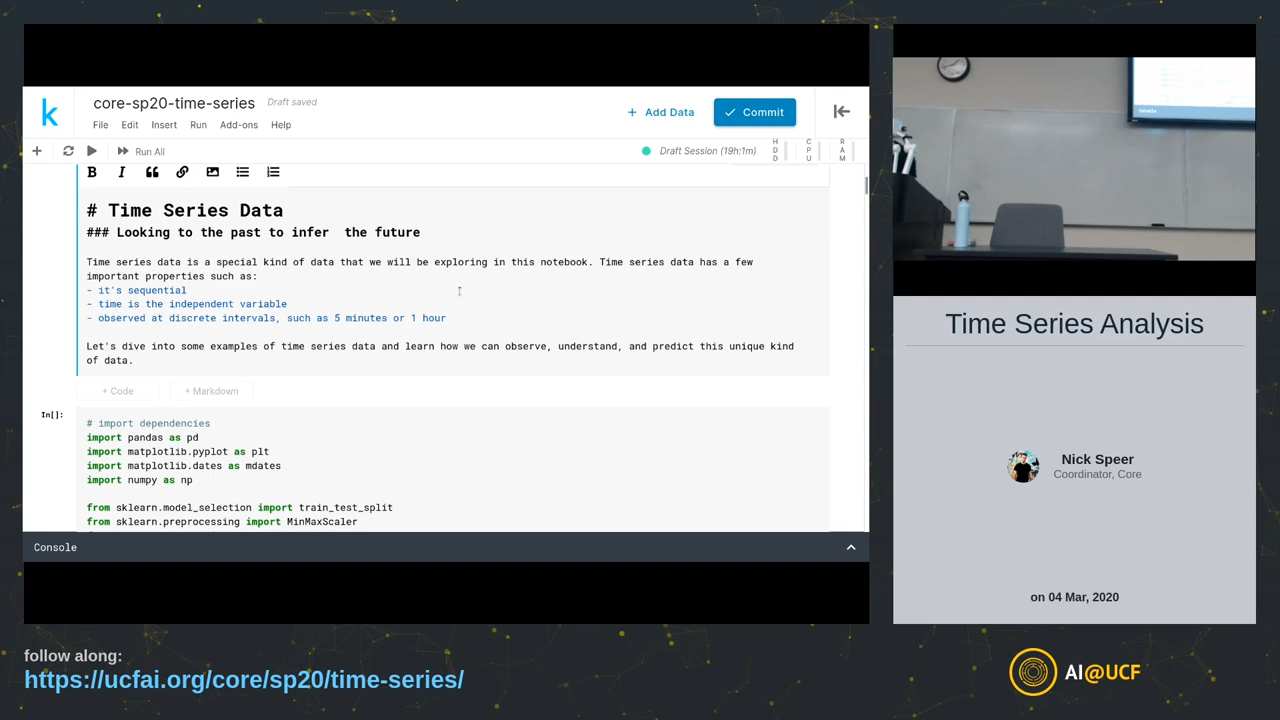 k
core-sp20-time-series Draft saved
File Edit Insert Run Add-ons Help
+ Add Data
Commit
Run All
Draft Session (19h:1m)
HDD
CPU
RAM
B I
# Time Series Data
### Looking to the past to infer  the future
Time series data is a special kind of data that we will be exploring in this notebook. Time series data has a few
important properties such as:
- it's sequential
- time is the independent variable
- observed at discrete intervals, such as 5 minutes or 1 hour
Let's dive into some examples of time series data and learn how we can observe, understand, and predict this unique kind
of data.
+ Code + Markdown
In[]:
# import dependencies
import pandas as pd
import matplotlib.pyplot as plt
import matplotlib.dates as mdates
import numpy as np
from sklearn.model_selection import train_test_split
from sklearn.preprocessing import MinMaxScaler
Console
Time Series Analysis
Nick Speer
Coordinator, Core
on 04 Mar, 2020
follow along:
https://ucfai.org/core/sp20/time-series/
AI@UCF